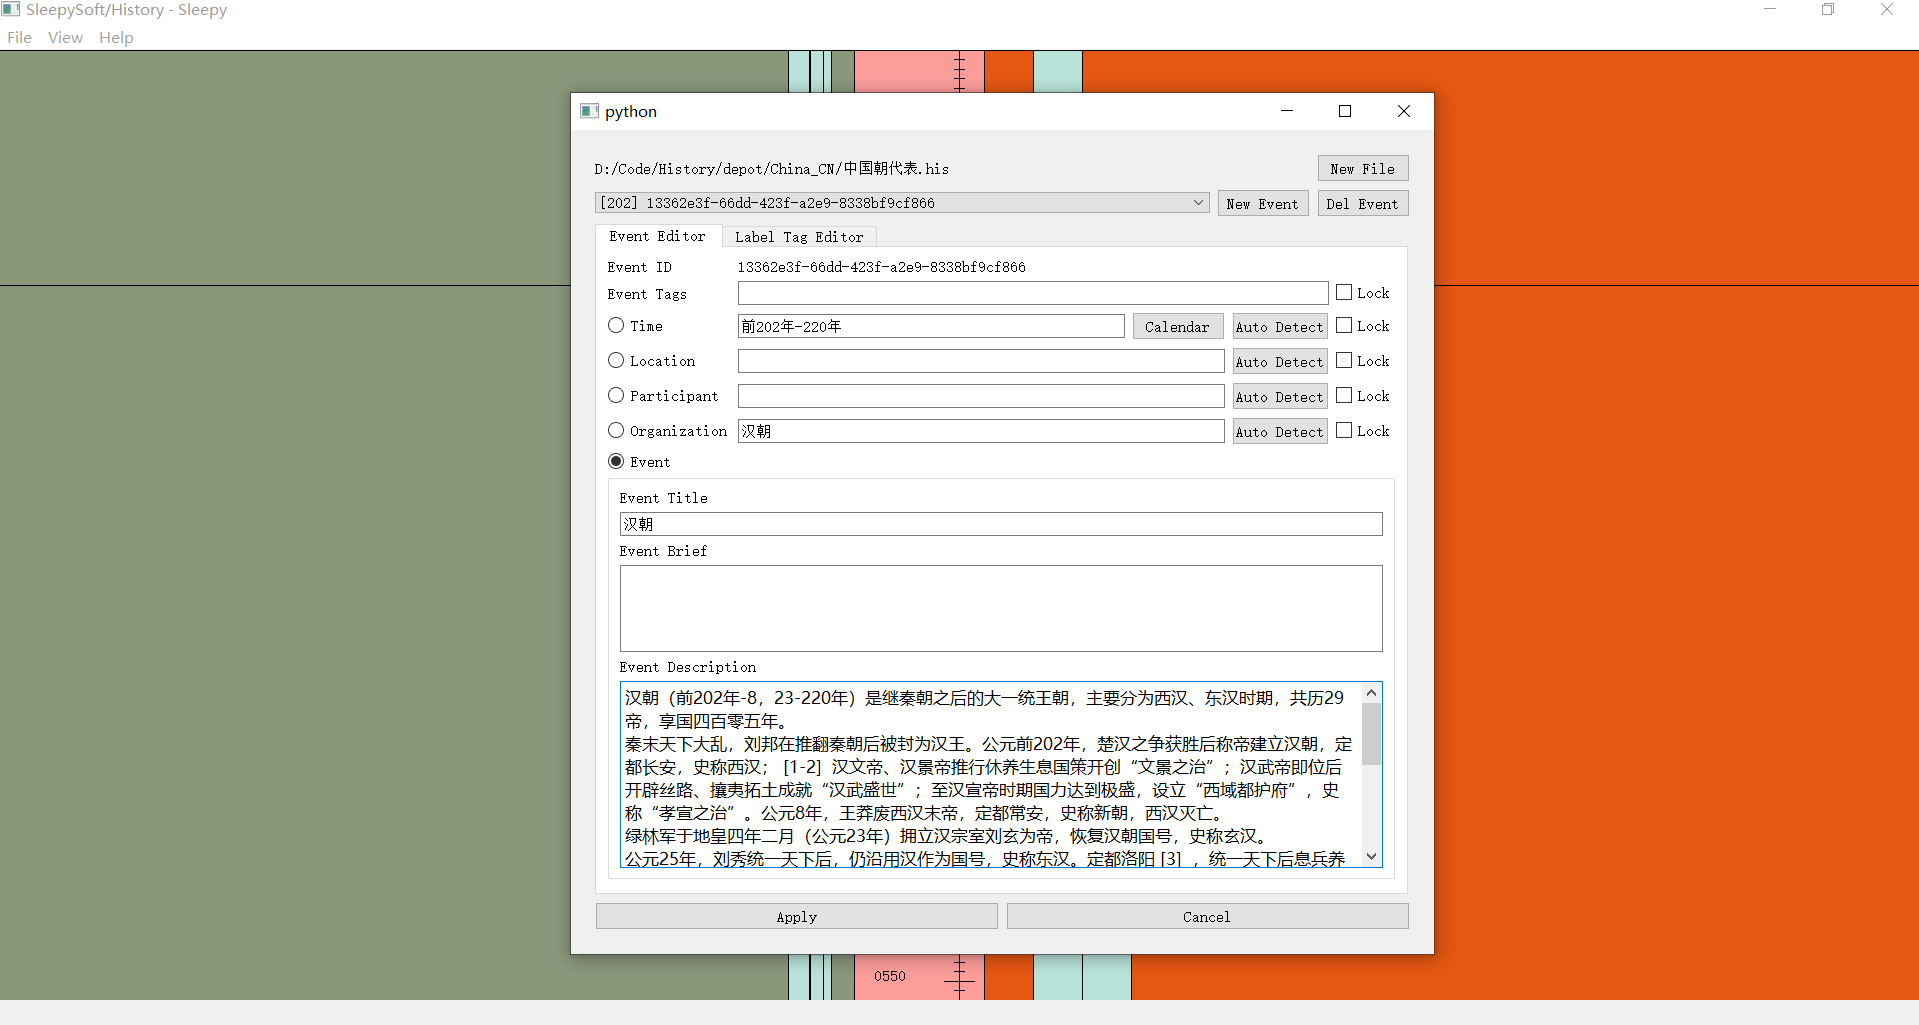 SleepySoft/History - Sleepy
File View Help
python
D:/Code/History/depot/China_CN/中国朝代表.his
New File
[202] 13362e3f-66dd-423f-a2e9-8338bf9cf866
New Event
Del Event
Event Editor
Label Tag Editor
Event ID
13362e3f-66dd-423f-a2e9-8338bf9cf866
Event Tags
Lock
Time
前202年-220年
Calendar
Auto Detect
Lock
Location
Auto Detect
Lock
Participant
Auto Detect
Lock
Organization
汉朝
Auto Detect
Lock
Event
Event Title
汉朝
Event Brief
Event Description
汉朝（前202年-8，23-220年）是继秦朝之后的大一统王朝，主要分为西汉、东汉时期，共历29
帝，享国四百零五年。
秦末天下大乱，刘邦在推翻秦朝后被封为汉王。公元前202年，楚汉之争获胜后称帝建立汉朝，定
都长安，史称西汉； [1-2] 汉文帝、汉景帝推行休养生息国策开创“文景之治”；汉武帝即位后
开辟丝路、攘夷拓土成就“汉武盛世”；至汉宣帝时期国力达到极盛，设立“西域都护府”，史
称“孝宣之治”。公元8年，王莽废西汉末帝，定都常安，史称新朝，西汉灭亡。
绿林军于地皇四年二月（公元23年）拥立汉宗室刘玄为帝，恢复汉朝国号，史称玄汉。
公元25年，刘秀统一天下后，仍沿用汉作为国号，史称东汉。定都洛阳 [3] ，统一天下后息兵养
Apply
Cancel
0550